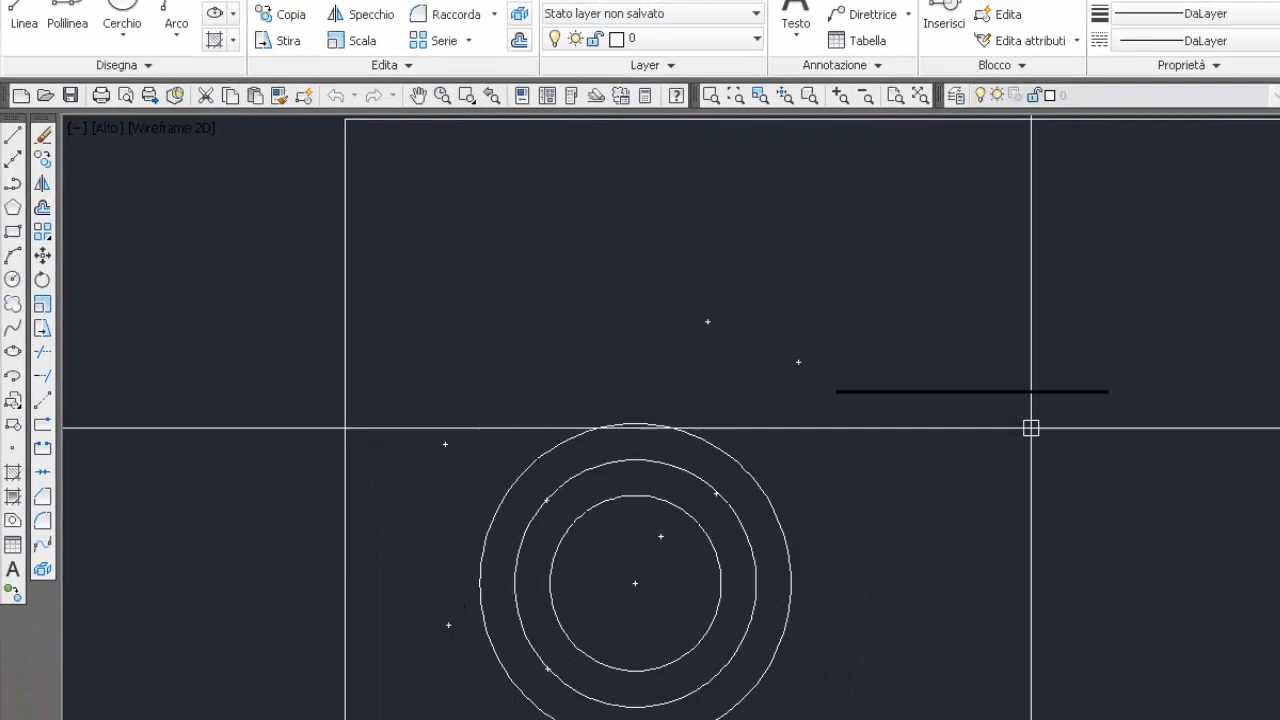 Linea Polilinea Cerchio Arco
Copia Specchio Raccorda
Stira Scala Serie
Disegna Edita
Stato layer non salvato
0
Layer
Testo Direttrice
Tabella
Annotazione
Inserisci Edita
Edita attributi
Blocco
DaLayer
DaLayer
Proprietà
0
[−] [Alto] [Wireframe 2D]